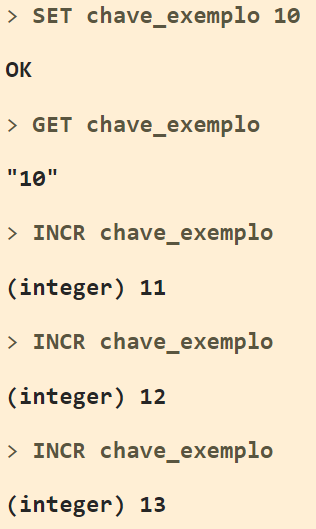 > SET chave_exemplo 10
OK
> GET chave_exemplo
"10"
> INCR chave_exemplo
(integer) 11
> INCR chave_exemplo
(integer) 12
> INCR chave_exemplo
(integer) 13